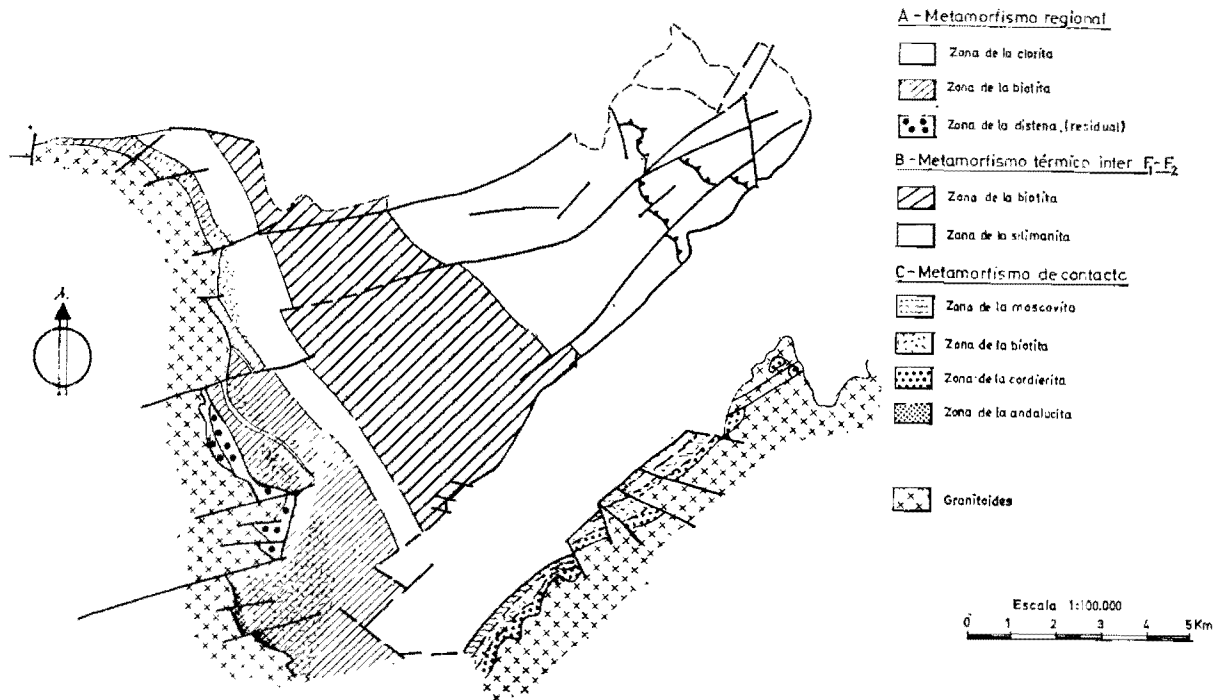 A - Metamorfismo regional
Zona de la clorita
Zona de la biotita
Zona de la distena, (residual)
B - Metamorfismo térmico inter F1-F2
Zona de la biotita
Zona de la silimanita
C - Metamorfismo de contacto
Zona de la moscovita
Zona de la biotita
Zona de la cordierita
Zona de la andalucita
Granitoides
Escala 1:100.000
0 1 2 3 4 5 Km